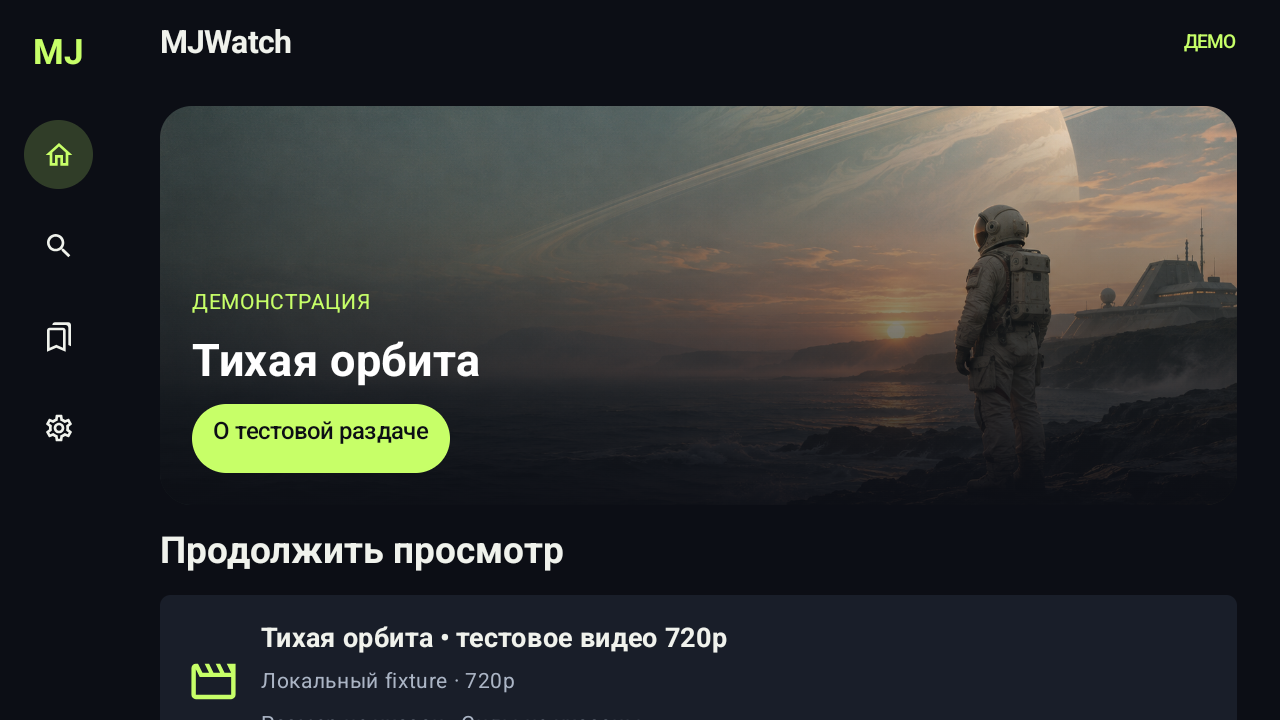 MJ
MJWatch
ДЕМО
ДЕМОНСТРАЦИЯ
Тихая орбита
О тестовой раздаче
Продолжить просмотр
Тихая орбита • тестовое видео 720p
Локальный fixture · 720p